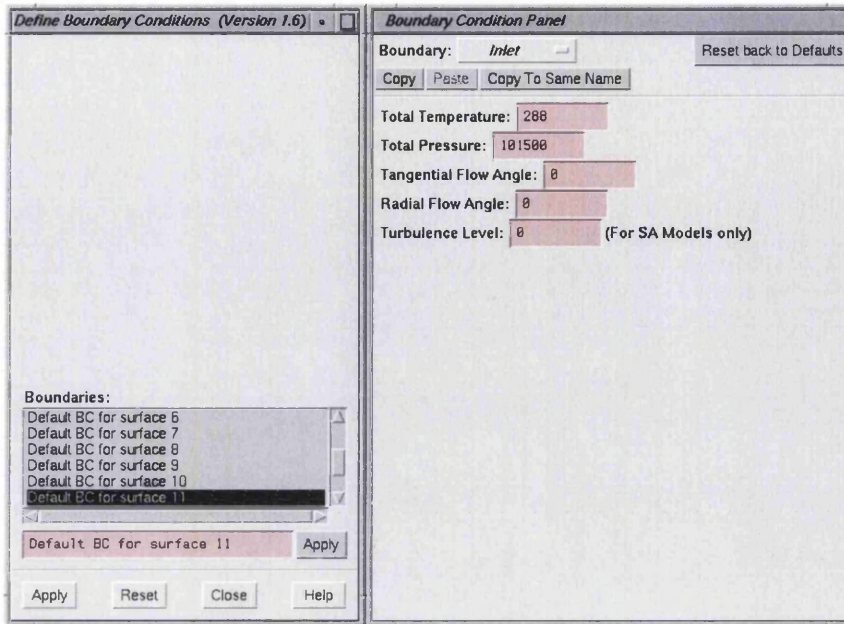 Define Boundary Conditions (Version 1.6)
Boundaries:
Default BC for surface 6
Default BC for surface 7
Default BC for surface 8
Default BC for surface 9
Default BC for surface 10
Default BC for surface 11
Default BC for surface 11
Apply
Apply Reset Close Help
Boundary Condition Panel
Boundary: Inlet
Reset back to Defaults
Copy Paste Copy To Same Name
Total Temperature: 288
Total Pressure: 101500
Tangential Flow Angle: 0
Radial Flow Angle: 0
Turbulence Level: 0 (For SA Models only)